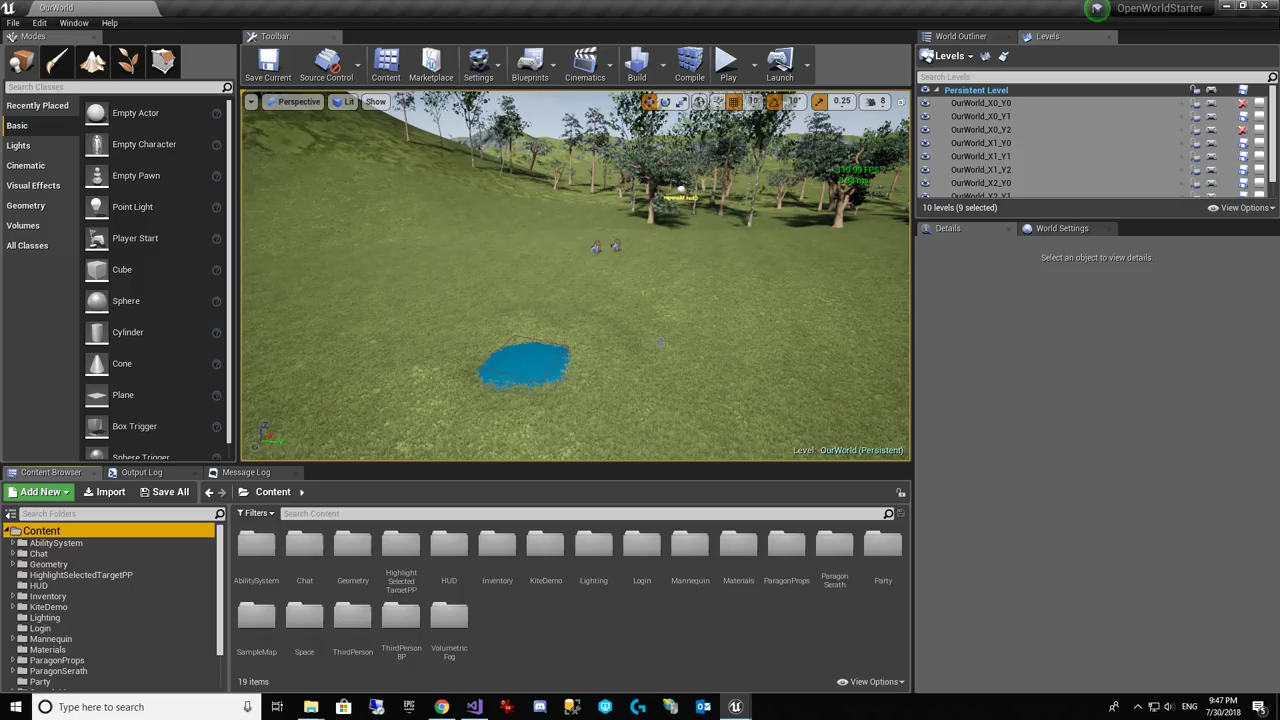 OurWorld
OpenWorldStarter
File Edit Window Help
Modes
Search Classes
Recently Placed
Basic
Lights
Cinematic
Visual Effects
Geometry
Volumes
All Classes
Empty Actor
Empty Character
Empty Pawn
Point Light
Player Start
Cube
Sphere
Cylinder
Cone
Plane
Box Trigger
Sphere Trigger
Toolbar
Save Current
Source Control
Content
Marketplace
Settings
Blueprints
Cinematics
Build
Compile
Play
Launch
Perspective Lit Show
10 10° 0.25 8
119.99 FPS
Level: OurWorld (Persistent)
World Outliner Levels
Levels
Search Levels
Persistent Level
OurWorld_X0_Y0
OurWorld_X0_Y1
OurWorld_X0_Y2
OurWorld_X1_Y0
OurWorld_X1_Y1
OurWorld_X1_Y2
OurWorld_X2_Y0
OurWorld_X2_Y1
10 levels (9 selected)
View Options
Details World Settings
Select an object to view details.
Content Browser Output Log Message Log
Add New Import Save All Content
Search Folders
Content
AbilitySystem
Chat
Geometry
HighlightSelectedTargetPP
HUD
Inventory
KiteDemo
Lighting
Login
Mannequin
Materials
ParagonProps
ParagonSerath
Party
Filters Search Content
AbilitySystem
Chat
Geometry
Highlight
Selected
TargetPP
HUD
Inventory
KiteDemo
Lighting
Login
Mannequin
Materials
ParagonProps
Paragon
Serath
Party
SampleMap
Space
ThirdPerson
ThirdPerson
BP
Volumetric
Fog
19 items
View Options
Type here to search
ENG
9:47 PM
7/30/2018